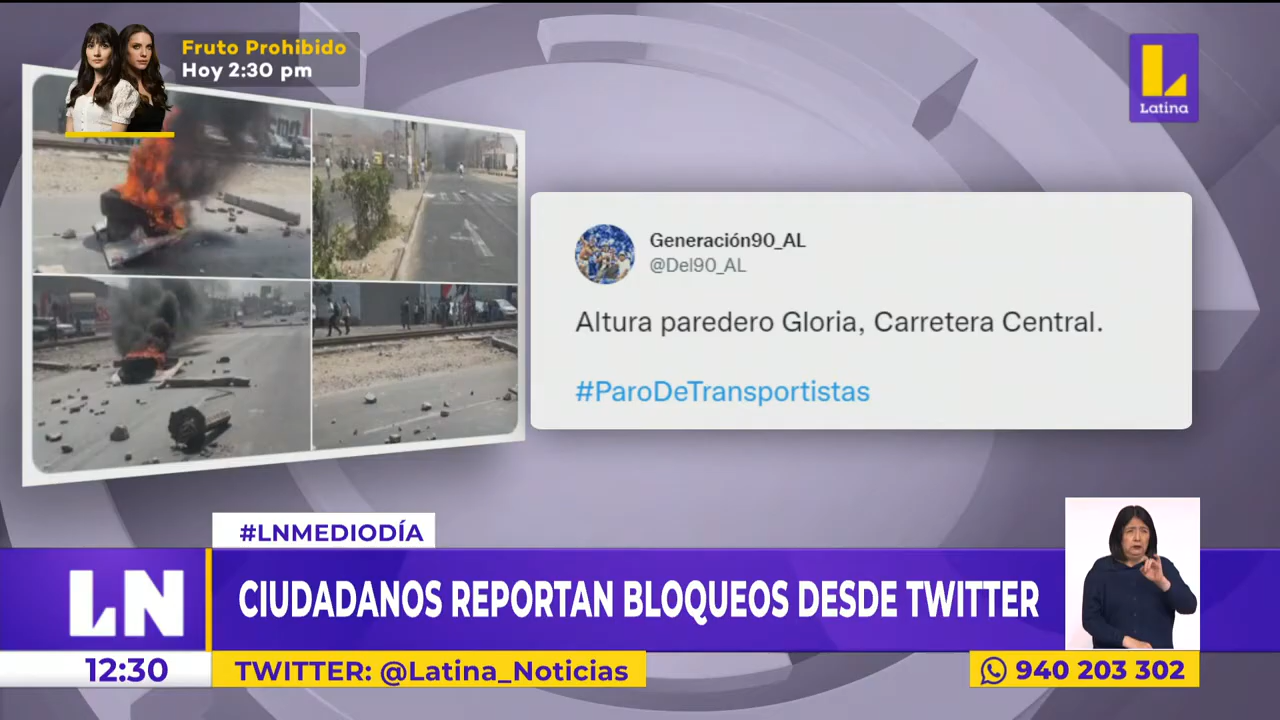 Fruto Prohibido
Hoy 2:30 pm
Latina
Generación90_AL
@Del90_AL
Altura paredero Gloria, Carretera Central.
#ParoDeTransportistas
#LNMEDIODÍA
LN
CIUDADANOS REPORTAN BLOQUEOS DESDE TWITTER
12:30
TWITTER: @Latina_Noticias
940 203 302